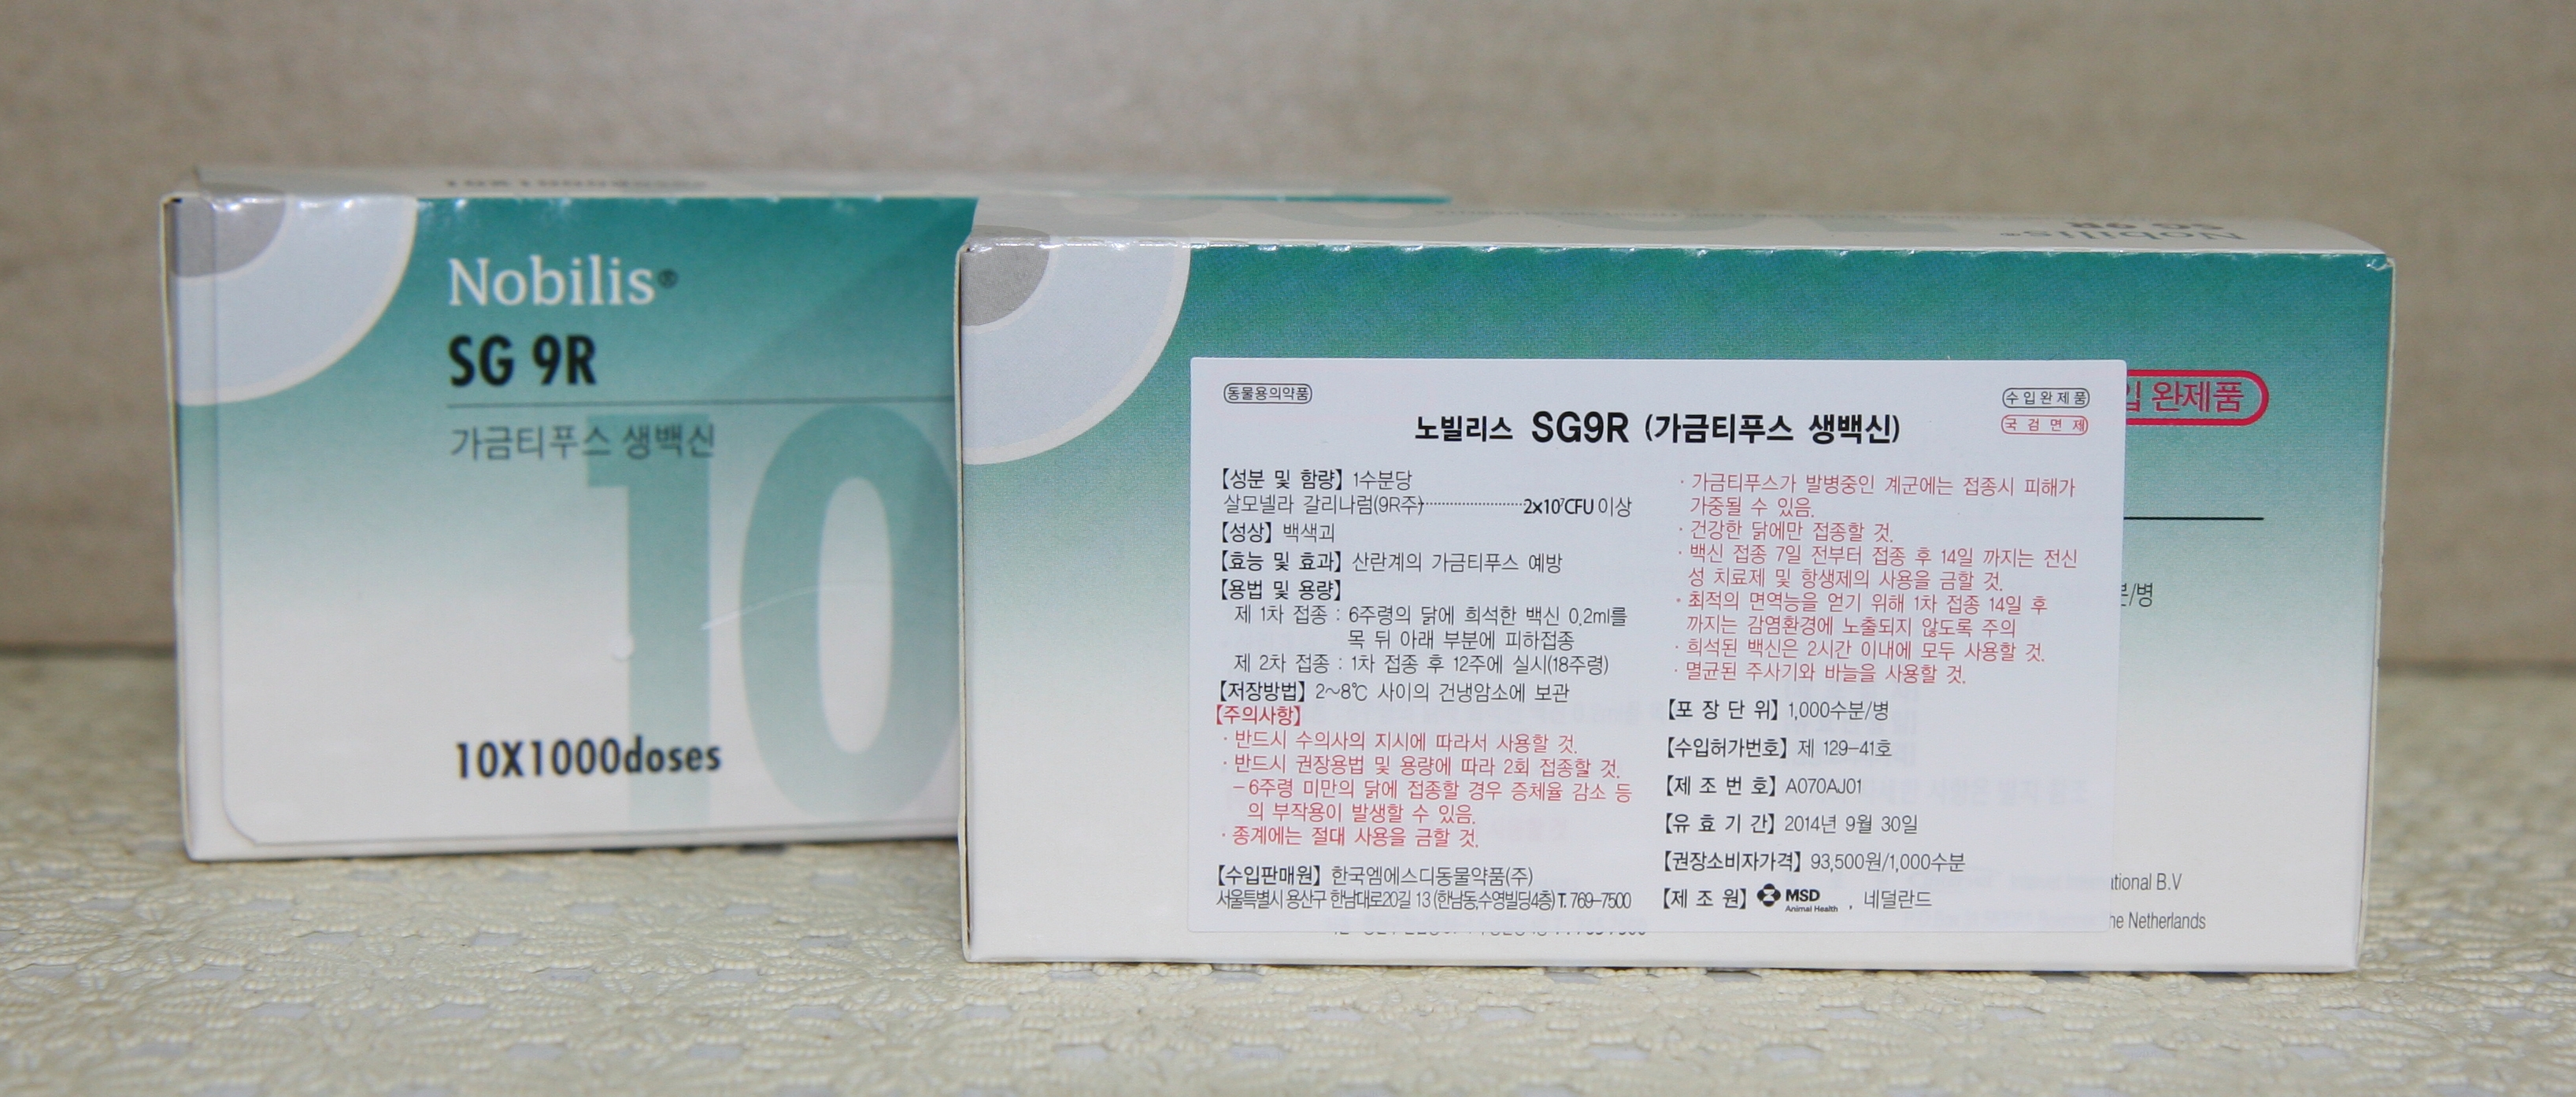 Nobilis®
SG 9R
가금티푸스 생백신
10
10X1000doses
Nobilis®
SG 9R
입 완제품
분/병
ational B.V
he Netherlands
동물용의약품
수입완제품
국검면제
노빌리스 SG9R (가금티푸스 생백신)
【성분 및 함량】 1수분당
살모넬라 갈리나럼(9R주)························2x10⁷CFU 이상
【성상】 백색괴
【효능 및 효과】 산란계의 가금티푸스 예방
【용법 및 용량】
제 1차 접종 : 6주령의 닭에 희석한 백신 0.2ml를
목 뒤 아래 부분에 피하접종
제 2차 접종 : 1차 접종 후 12주에 실시(18주령)
【저장방법】 2~8℃ 사이의 건냉암소에 보관
【주의사항】
· 반드시 수의사의 지시에 따라서 사용할 것.
· 반드시 권장용법 및 용량에 따라 2회 접종할 것.
- 6주령 미만의 닭에 접종할 경우 증체율 감소 등
의 부작용이 발생할 수 있음.
· 종계에는 절대 사용을 금할 것.
【수입판매원】 한국엠에스디동물약품(주)
서울특별시 용산구 한남대로20길 13 (한남동,수영빌딩4층) T. 769-7500
· 가금티푸스가 발병중인 계군에는 접종시 피해가
가중될 수 있음.
· 건강한 닭에만 접종할 것.
· 백신 접종 7일 전부터 접종 후 14일 까지는 전신
성 치료제 및 항생제의 사용을 금할 것.
· 최적의 면역능을 얻기 위해 1차 접종 14일 후
까지는 감염환경에 노출되지 않도록 주의
· 희석된 백신은 2시간 이내에 모두 사용할 것.
· 멸균된 주사기와 바늘을 사용할 것.
【포 장 단 위】 1,000수분/병
【수입허가번호】 제 129-41호
【제 조 번 호】 A070AJ01
【유 효 기 간】 2014년 9월 30일
【권장소비자가격】 93,500원/1,000수분
【제 조 원】 MSD Animal Health , 네덜란드